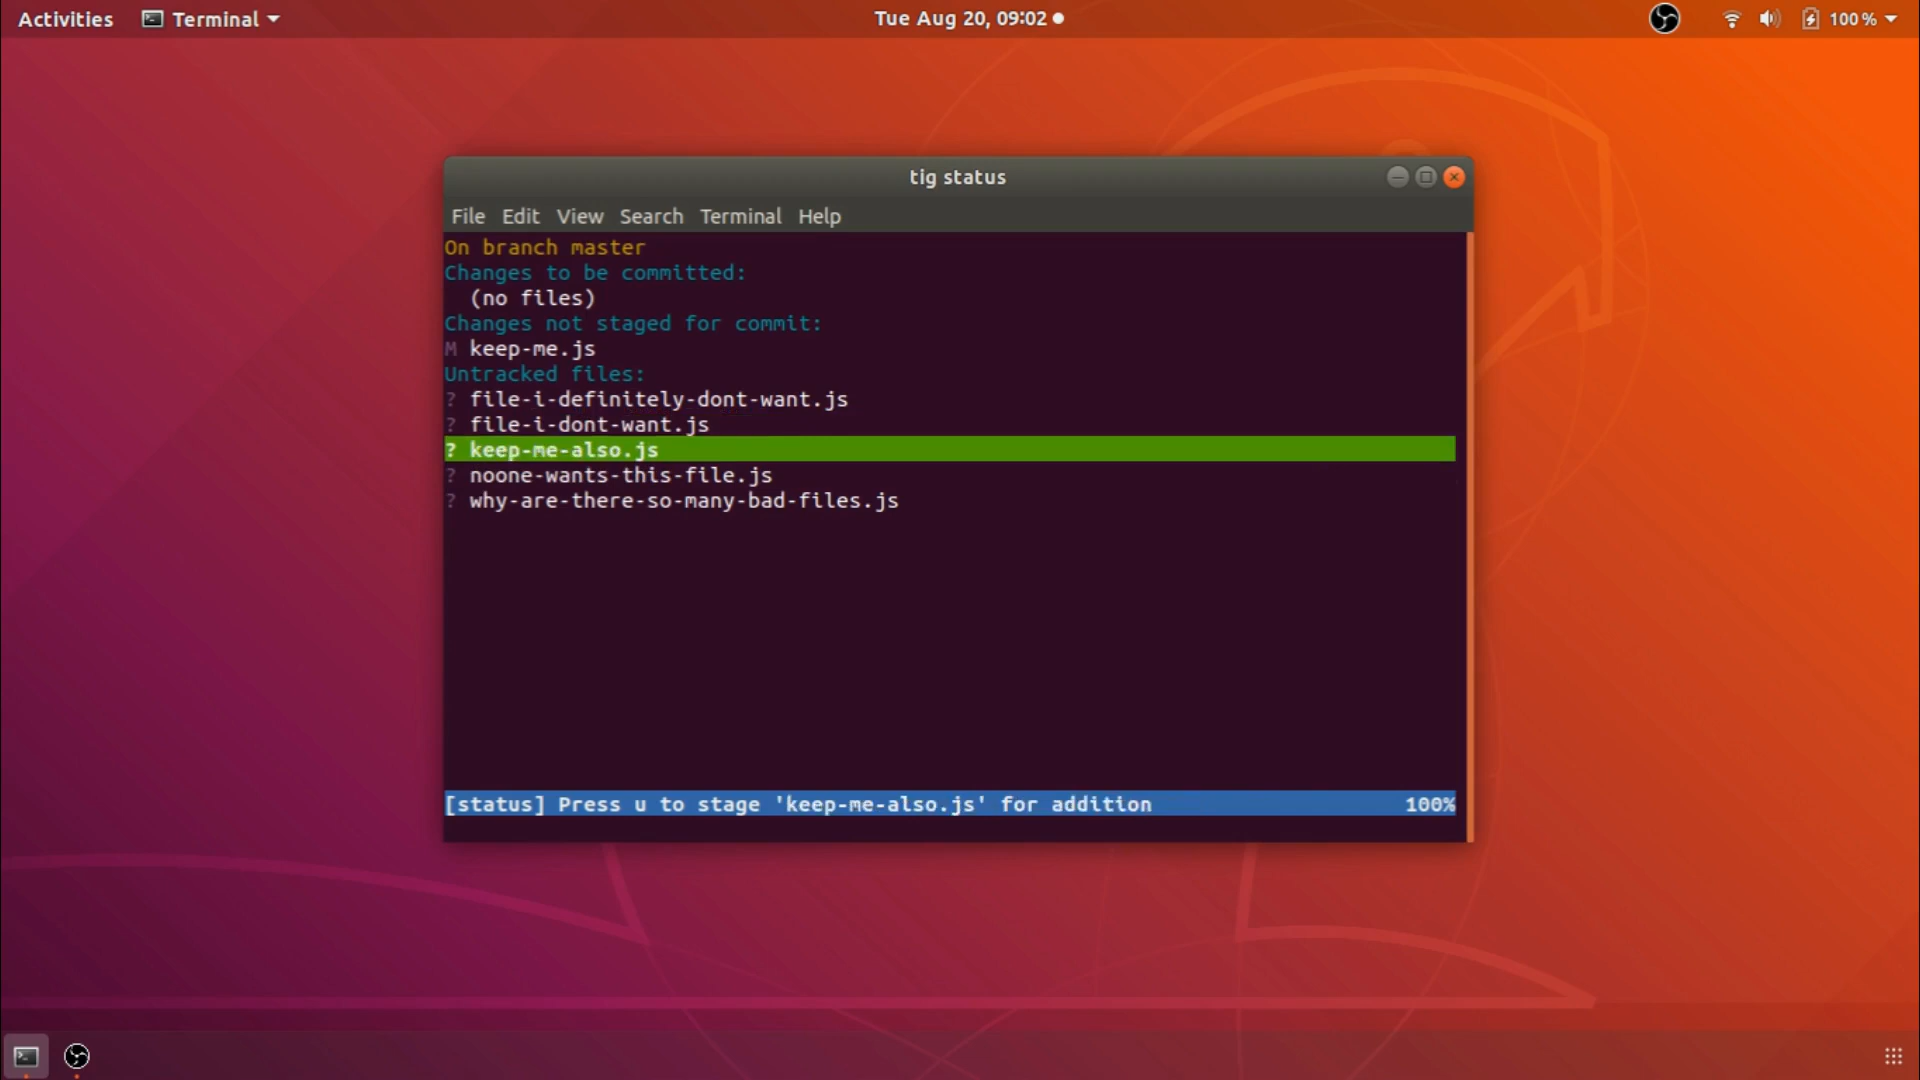 Activities Terminal Tue Aug 20, 09:02 100 %
tig status
File Edit View Search Terminal Help
On branch master
Changes to be committed:
(no files)
Changes not staged for commit:
M keep-me.js
Untracked files:
? file-i-definitely-dont-want.js
? file-i-dont-want.js
? keep-me-also.js
? noone-wants-this-file.js
? why-are-there-so-many-bad-files.js
[status] Press u to stage 'keep-me-also.js' for addition 100%